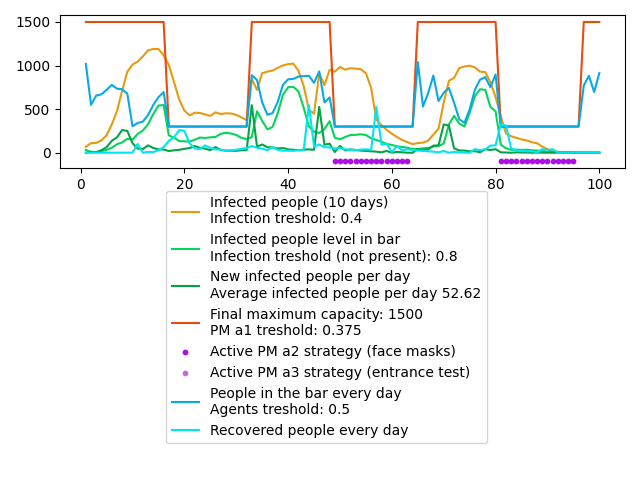 1500
1000
500
0
0 20 40 60 80 100
Infected people (10 days)
Infection treshold: 0.4
Infected people level in bar
Infection treshold (not present): 0.8
New infected people per day
Average infected people per day 52.62
Final maximum capacity: 1500
PM a1 treshold: 0.375
Active PM a2 strategy (face masks)
Active PM a3 strategy (entrance test)
People in the bar every day
Agents treshold: 0.5
Recovered people every day